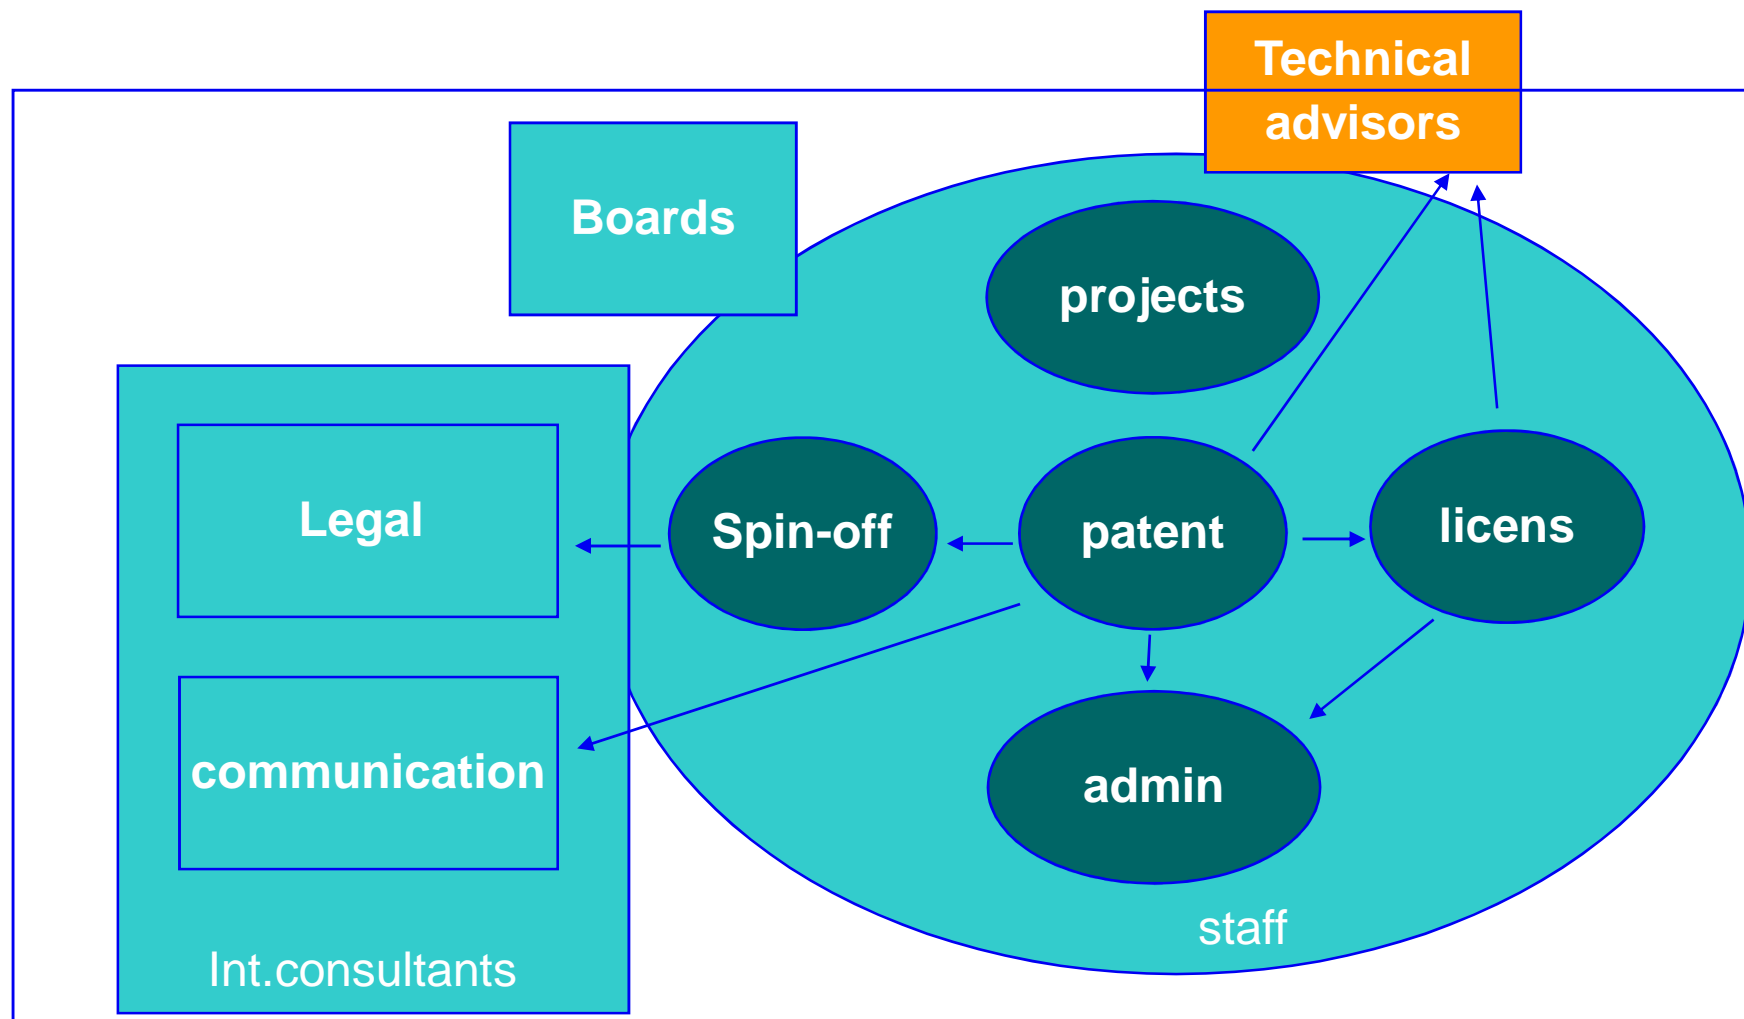 Technical
advisors
Boards
projects
Legal
Spin-off
patent
licens
communication
admin
staff
Int.consultants